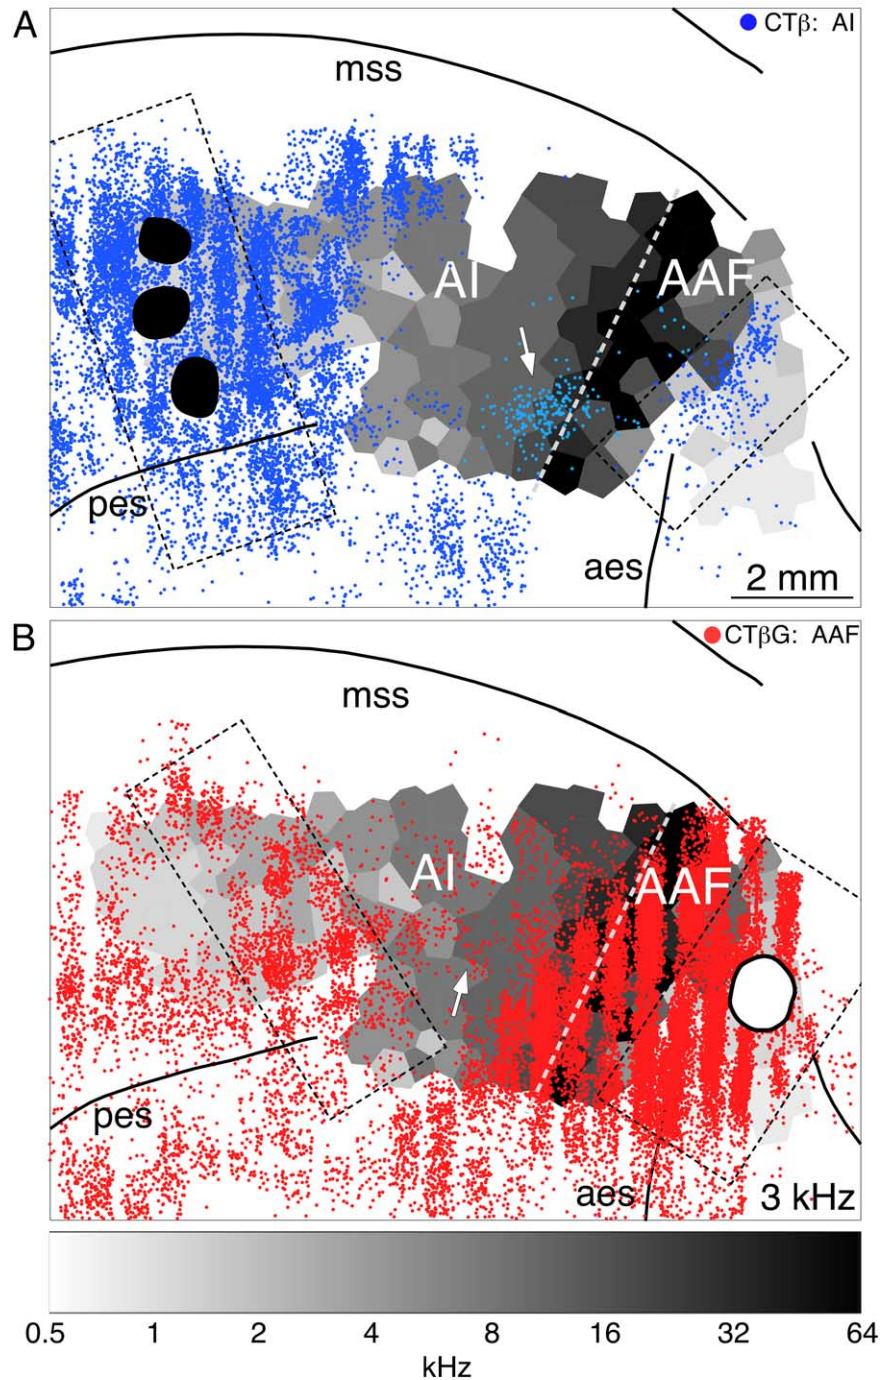 A
CTβ: AI
mss
AI
AAF
pes
aes
2 mm
B
CTβG: AAF
mss
AI
AAF
pes
aes
3 kHz
0.5 1 2 4 8 16 32 64
kHz